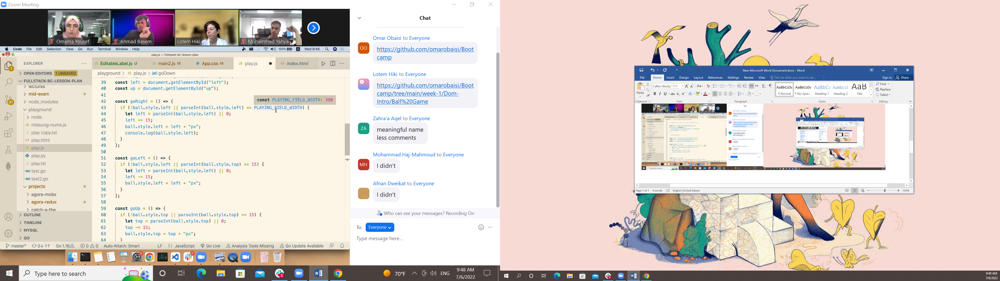 Zoom Meeting
Omama Yousef
Ahmad Basem
Lotem Hiki
Mohammad Yahya
Code File Edit Selection View Go Run Terminal Window Help
100%
Wed 9:46
play.js — fullstack-bc-lesson-plan
EXPLORER
EditableLabel.js U
main2.js M
App.css M
play.js
index.html
OPEN EDITORS 1 UNSAVED
playground > JS play.js > goDown
FULLSTACK-BC-LESSON-PLAN
lectures
mid-exam
node_modules
playground
node
missung-nums.js
play copy.txt
play.html
play.js
play.py
play.txt
test.go
test2.go
projects
agora-mobx
agora-redux
catch-a-the
OUTLINE
TIMELINE
MYSQL
GO
39 const left = document.getElementById("left");
40 const up = document.getElementById("up");
41
const PLAYING_FIELD_WIDTH: 390
42 const goRight = () => {
43 if (!ball.style.left || parseInt(ball.style.left) <= PLAYING_FIELD_WIDTH) {
44 let left = parseInt(ball.style.left) || 0;
45 left += 15;
46 ball.style.left = left + "px";
47 console.log(ball.style.left);
48 }
49 };
50
51 const goLeft = () => {
52 if (!ball.style.left || parseInt(ball.style.top) >= 15) {
53 let left = parseInt(ball.style.left) || 0;
54 left -= 15;
55 ball.style.left = left + "px";
56 }
57 };
58
59 const goUp = () => {
60 if (!ball.style.top || parseInt(ball.style.top) >= 15) {
61 let top = parseInt(ball.style.top) || 0;
62 top -= 15;
63 ball.style.top = top + "px";
64 }
master* 0↓ 1↑ Go 1.16 0 0 Auto Attach: Smart LF {} JavaScript Go Live Analysis Tools Missing Go Update Available
Chat
Omar Obaisi to Everyone
OO
https://github.com/omarobaisi/Boot
camp
Lotem Hiki to Everyone
https://github.com/omarobaisi/Boot
camp/tree/main/week-1/Dom-
Intro/Ball%20Game
Zahra'a Aqel to Everyone
ZA
meaningful name
less comments
Mohammad Haj-Mahmoud to Everyone
MH
I didn't
Afnan Dweikat to Everyone
I didn't
Who can see your messages? Recording On
To: Everyone
Type message here...
Type here to search
70°F
ENG
9:48 AM
7/6/2022
New Microsoft Word Document.docx - Word
File Home Insert Design Layout References Mailings Review View Tell me what you want to do...
Sign in Share
Paste
Calibri (Body) 11
AaBbCcDc AaBbCcDc AaBbCc AaBbCcC AaB
¶ Normal ¶ No Spac... Heading 1 Heading 2 Title
Find
Replace
Select
Clipboard Font Paragraph Styles Editing
Page 1 of 1 0 words English (United States)
150%
9:48 AM
7/6/2022